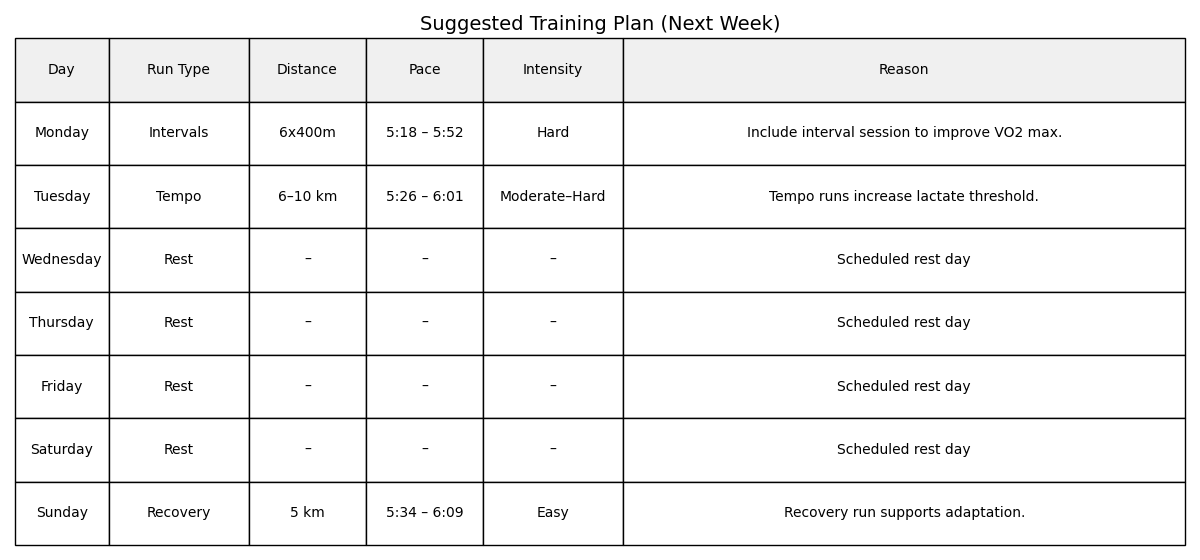 Suggested Training Plan (Next Week)
Day Run Type Distance Pace Intensity Reason
Monday Intervals 6x400m 5:18 – 5:52 Hard Include interval session to improve VO2 max.
Tuesday Tempo 6–10 km 5:26 – 6:01 Moderate–Hard Tempo runs increase lactate threshold.
Wednesday Rest – – – Scheduled rest day
Thursday Rest – – – Scheduled rest day
Friday Rest – – – Scheduled rest day
Saturday Rest – – – Scheduled rest day
Sunday Recovery 5 km 5:34 – 6:09 Easy Recovery run supports adaptation.